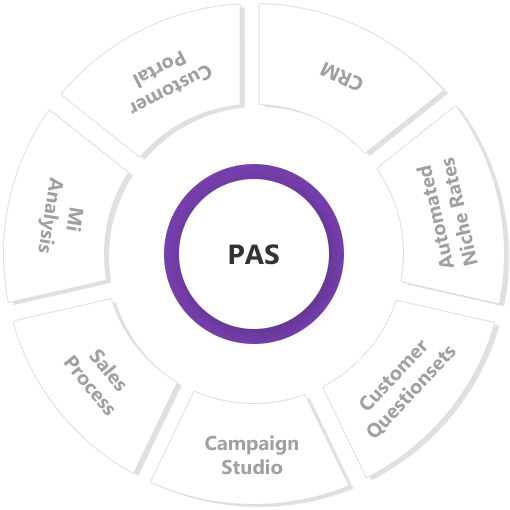 Customer
Portal
CRM
Automated
Niche Rates
Customer
Questionsets
Campaign
Studio
Sales
Process
Mi
Analysis
PAS